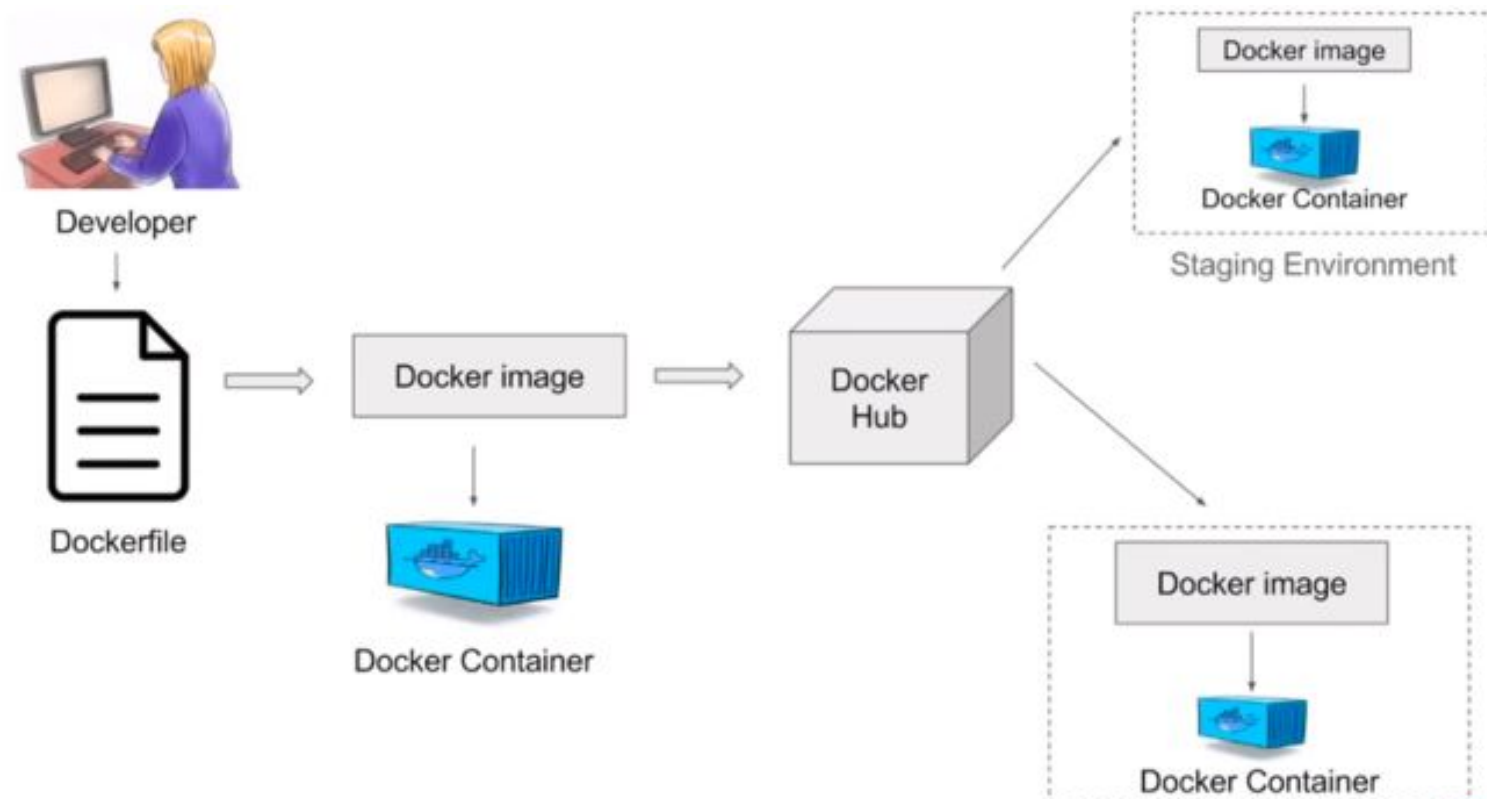 Developer
Dockerfile
Docker image
Docker Container
Docker
Hub
Docker image
Docker Container
Staging Environment
Docker image
Docker Container